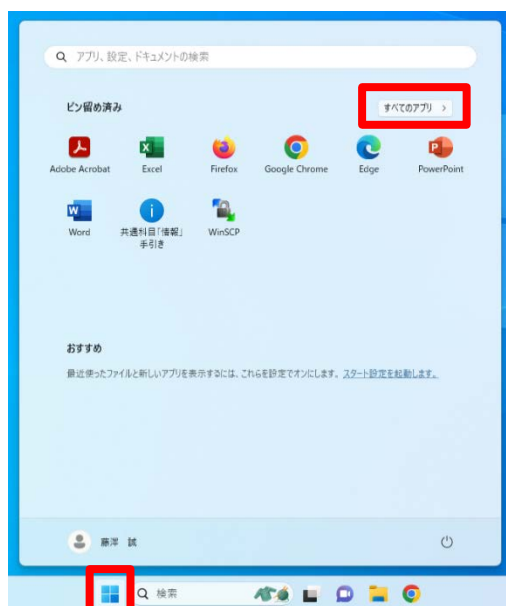 アプリ、設定、ドキュメントの検索
ピン留め済み
すべてのアプリ >
Adobe Acrobat
Excel
Firefox
Google Chrome
Edge
PowerPoint
Word
共通科目「情報」
手引き
WinSCP
おすすめ
最近使ったファイルと新しいアプリを表示するには、これらを設定でオンにします。 スタート設定を起動します。
藤洋 誠
検索